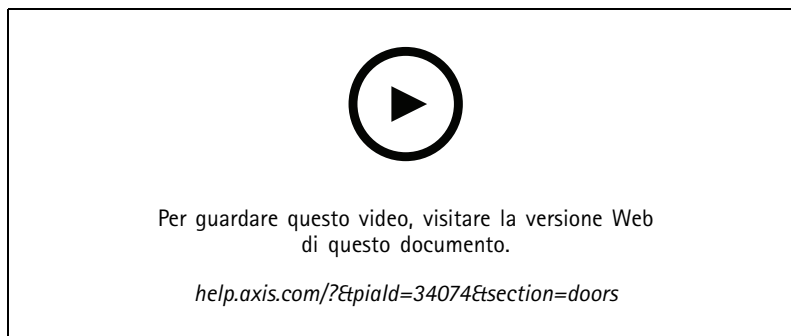 Per guardare questo video, visitare la versione Web
di questo documento.
help.axis.com/?&piaId=34074&section=doors